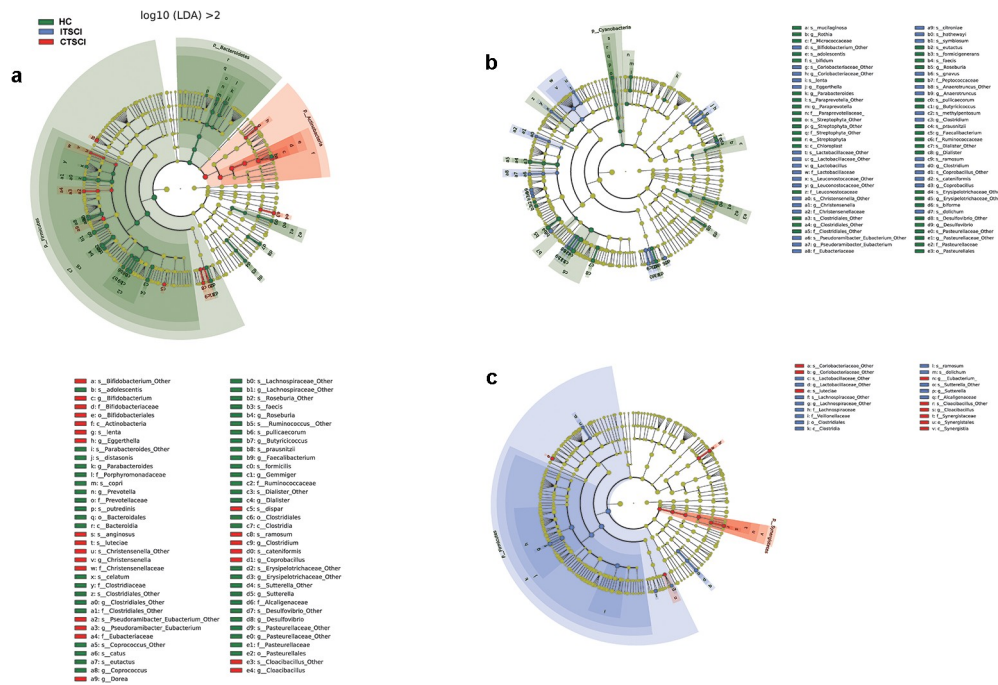 log10 (LDA) >2
HC
ITSCI
CTSCI
a
p__Bacteroidetes
p__Actinobacteria
p__Firmicutes
a: s__Bifidobacterium_Other
b: s__adolescentis
c: g__Bifidobacterium
d: f__Bifidobacteriaceae
e: o__Bifidobacteriales
f: c__Actinobacteria
g: s__lenta
h: g__Eggerthella
i: s__Parabacteroides_Other
j: s__distasonis
k: g__Parabacteroides
l: f__Porphyromonadaceae
m: s__copri
n: g__Prevotella
o: f__Prevotellaceae
p: s__putredinis
q: o__Bacteroidales
r: c__Bacteroidia
s: s__anginosus
t: s__luteciae
u: s__Christensenella_Other
v: g__Christensenella
w: f__Christensenellaceae
x: s__celatum
y: f__Clostridiaceae
z: s__Clostridiales_Other
a0: g__Clostridiales_Other
a1: f__Clostridiales_Other
a2: s__Pseudoramibacter_Eubacterium_Other
a3: g__Pseudoramibacter_Eubacterium
a4: f__Eubacteriaceae
a5: s__Coprococcus_Other
a6: s__catus
a7: s__eutactus
a8: g__Coprococcus
a9: g__Dorea
b0: s__Lachnospiraceae_Other
b1: g__Lachnospiraceae_Other
b2: s__Roseburia_Other
b3: s__faecis
b4: g__Roseburia
b5: s__Ruminococcus_Other
b6: s__pullicaecorum
b7: g__Butyricicoccus
b8: s__prausnitzii
b9: g__Faecalibacterium
c0: s__formicilis
c1: g__Gemmiger
c2: f__Ruminococcaceae
c3: s__Dialister_Other
c4: g__Dialister
c5: s__dispar
c6: o__Clostridiales
c7: c__Clostridia
c8: s__ramosum
c9: g__Clostridium
d0: s__cateniformis
d1: g__Coprobacillus
d2: s__Erysipelotrichaceae_Other
d3: g__Erysipelotrichaceae_Other
d4: s__Sutterella_Other
d5: g__Sutterella
d6: f__Alcaligenaceae
d7: s__Desulfovibrio_Other
d8: g__Desulfovibrio
d9: s__Pasteurellaceae_Other
e0: g__Pasteurellaceae_Other
e1: f__Pasteurellaceae
e2: o__Pasteurellales
e3: s__Cloacibacillus_Other
e4: g__Cloacibacillus
b
p__Cyanobacteria
a: s__mucilaginosa
b: g__Rothia
c: f__Micrococcaceae
d: s__Bifidobacterium_Other
e: s__adolescentis
f: s__bifidum
g: s__Coriobacteriaceae_Other
h: g__Coriobacteriaceae_Other
i: s__lenta
j: g__Eggerthella
k: g__Parabacteroides
l: s__Paraprevotella_Other
m: g__Paraprevotella
n: f__Paraprevotellaceae_
o: s__Streptophyta_Other
p: g__Streptophyta_Other
q: f__Streptophyta_Other
r: o__Streptophyta
s: c__Chloroplast
t: s__Lactobacillaceae_Other
u: g__Lactobacillaceae_Other
v: g__Lactobacillus
w: f__Lactobacillaceae
x: s__Leuconostocaceae_Other
y: g__Leuconostocaceae_Other
z: f__Leuconostocaceae
a0: s__Christensenella_Other
a1: g__Christensenella
a2: f__Christensenellaceae
a3: s__Clostridiales_Other
a4: g__Clostridiales_Other
a5: f__Clostridiales_Other
a6: s__Pseudoramibacter_Eubacterium_Other
a7: g__Pseudoramibacter_Eubacterium
a8: f__Eubacteriaceae
a9: s__citroniae
b0: s__hathewayi
b1: s__symbiosum
b2: s__eutactus
b3: s__formicigenerans
b4: s__faecis
b5: g__Roseburia
b6: s__gnavus
b7: f__Peptococcaceae
b8: s__Anaerotruncus_Other
b9: g__Anaerotruncus
c0: s__pullicaecorum
c1: g__Butyricicoccus
c2: s__methylpentosum
c3: g__Clostridium
c4: s__prausnitzii
c5: g__Faecalibacterium
c6: f__Ruminococcaceae
c7: s__Dialister_Other
c8: g__Dialister
c9: s__ramosum
d0: g__Clostridium
d1: s__Coprobacillus_Other
d2: s__cateniformis
d3: g__Coprobacillus
d4: s__Erysipelotrichaceae_Other
d5: g__Erysipelotrichaceae_Other
d6: s__biforme
d7: s__dolichum
d8: s__Desulfovibrio_Other
d9: g__Desulfovibrio
e0: s__Pasteurellaceae_Other
e1: g__Pasteurellaceae_Other
e2: f__Pasteurellaceae
e3: o__Pasteurellales
c
p__Synergistetes
p__Firmicutes
a: s__Coriobacteriaceae_Other
b: g__Coriobacteriaceae_Other
c: s__Lactobacillaceae_Other
d: g__Lactobacillaceae_Other
e: s__luteciae
f: s__Lachnospiraceae_Other
g: g__Lachnospiraceae_Other
h: f__Lachnospiraceae
i: f__Veillonellaceae
j: o__Clostridiales
k: c__Clostridia
l: s__ramosum
m: s__dolichum
n: g__Eubacterium_
o: s__Sutterella_Other
p: g__Sutterella
q: f__Alcaligenaceae
r: s__Cloacibacillus_Other
s: g__Cloacibacillus
t: f__Synergistaceae
u: o__Synergistales
v: c__Synergistia